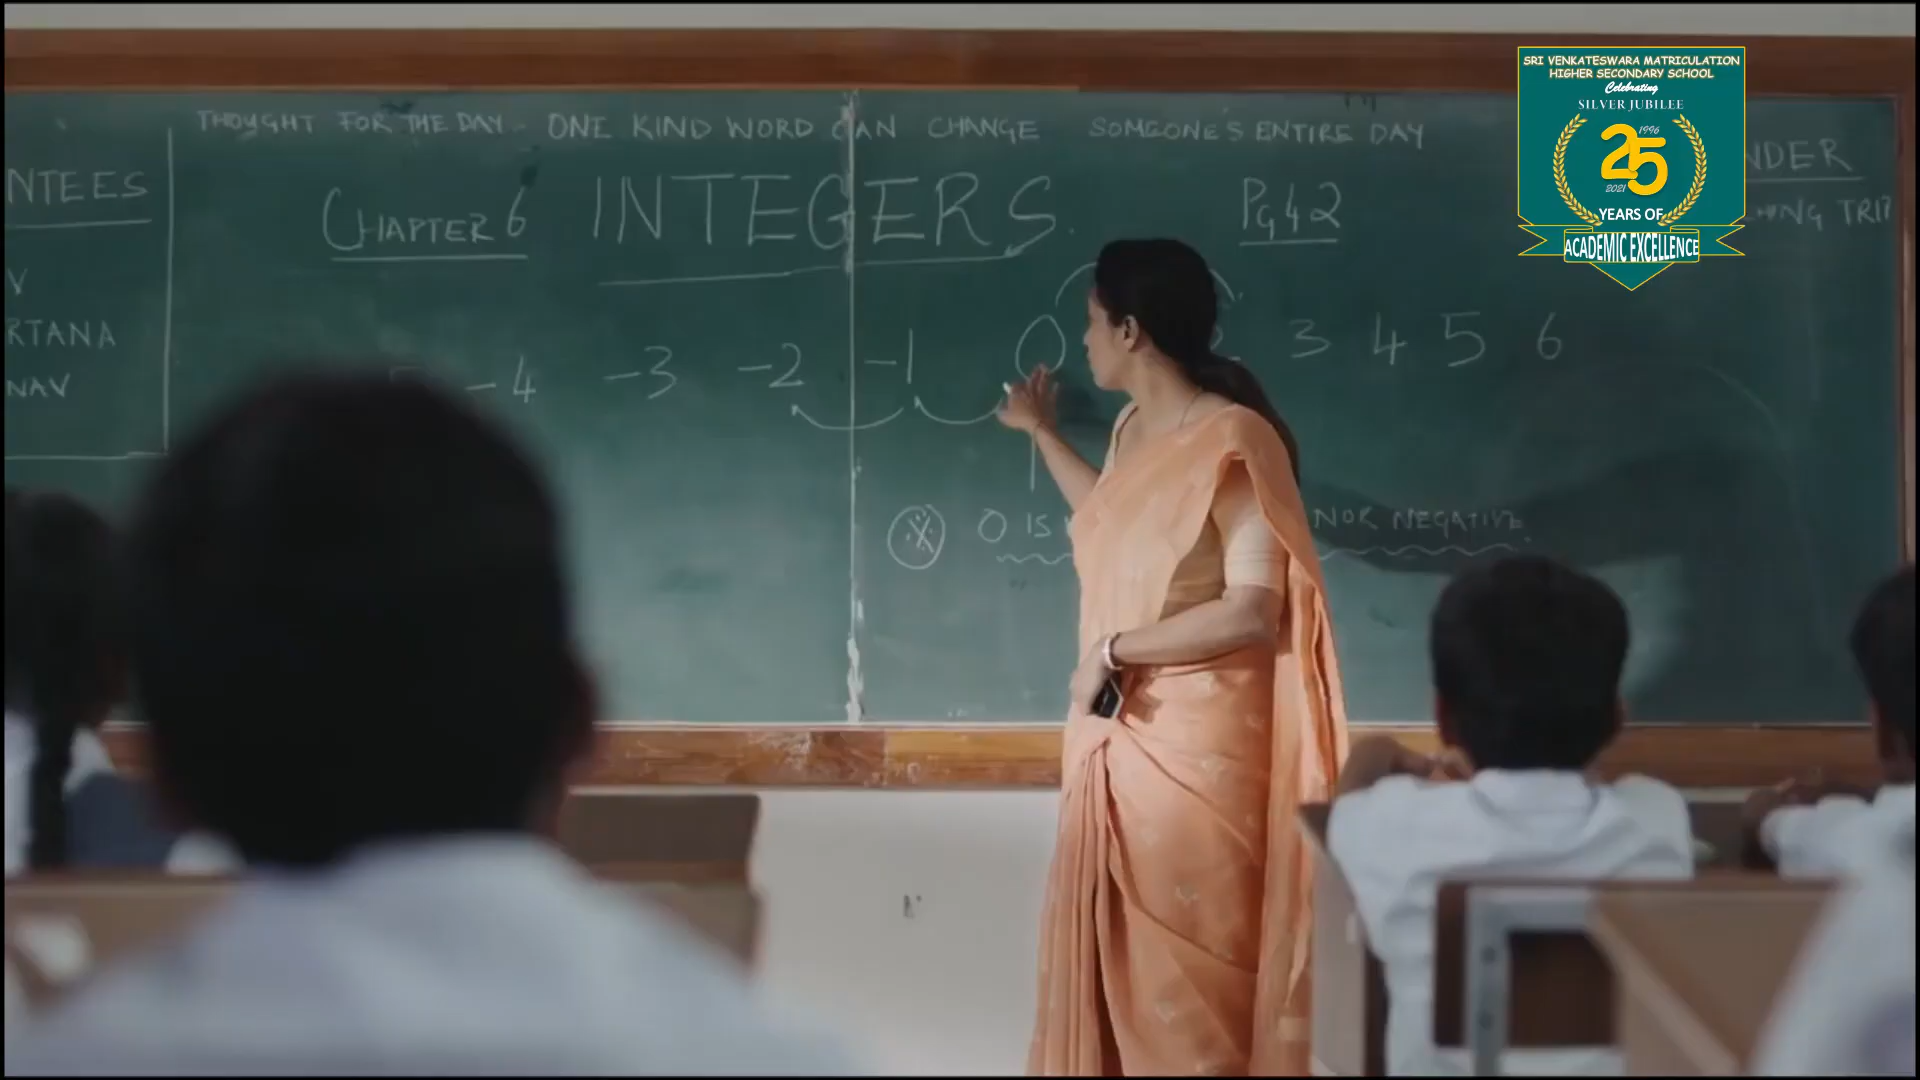 THOUGHT FOR THE DAY - ONE KIND WORD CAN CHANGE SOMEONE'S ENTIRE DAY
CHAPTER 6 INTEGERS. Pg 42
-4 -3 -2 -1 0 3 4 5 6
0 IS NOR NEGATIVE.
NTEES
V
RTANA
NAV
NDER
TRIP
SRI VENKATESWARA MATRICULATION
HIGHER SECONDARY SCHOOL
Celebrating
SILVER JUBILEE
1996
25
2021
YEARS OF
ACADEMIC EXCELLENCE